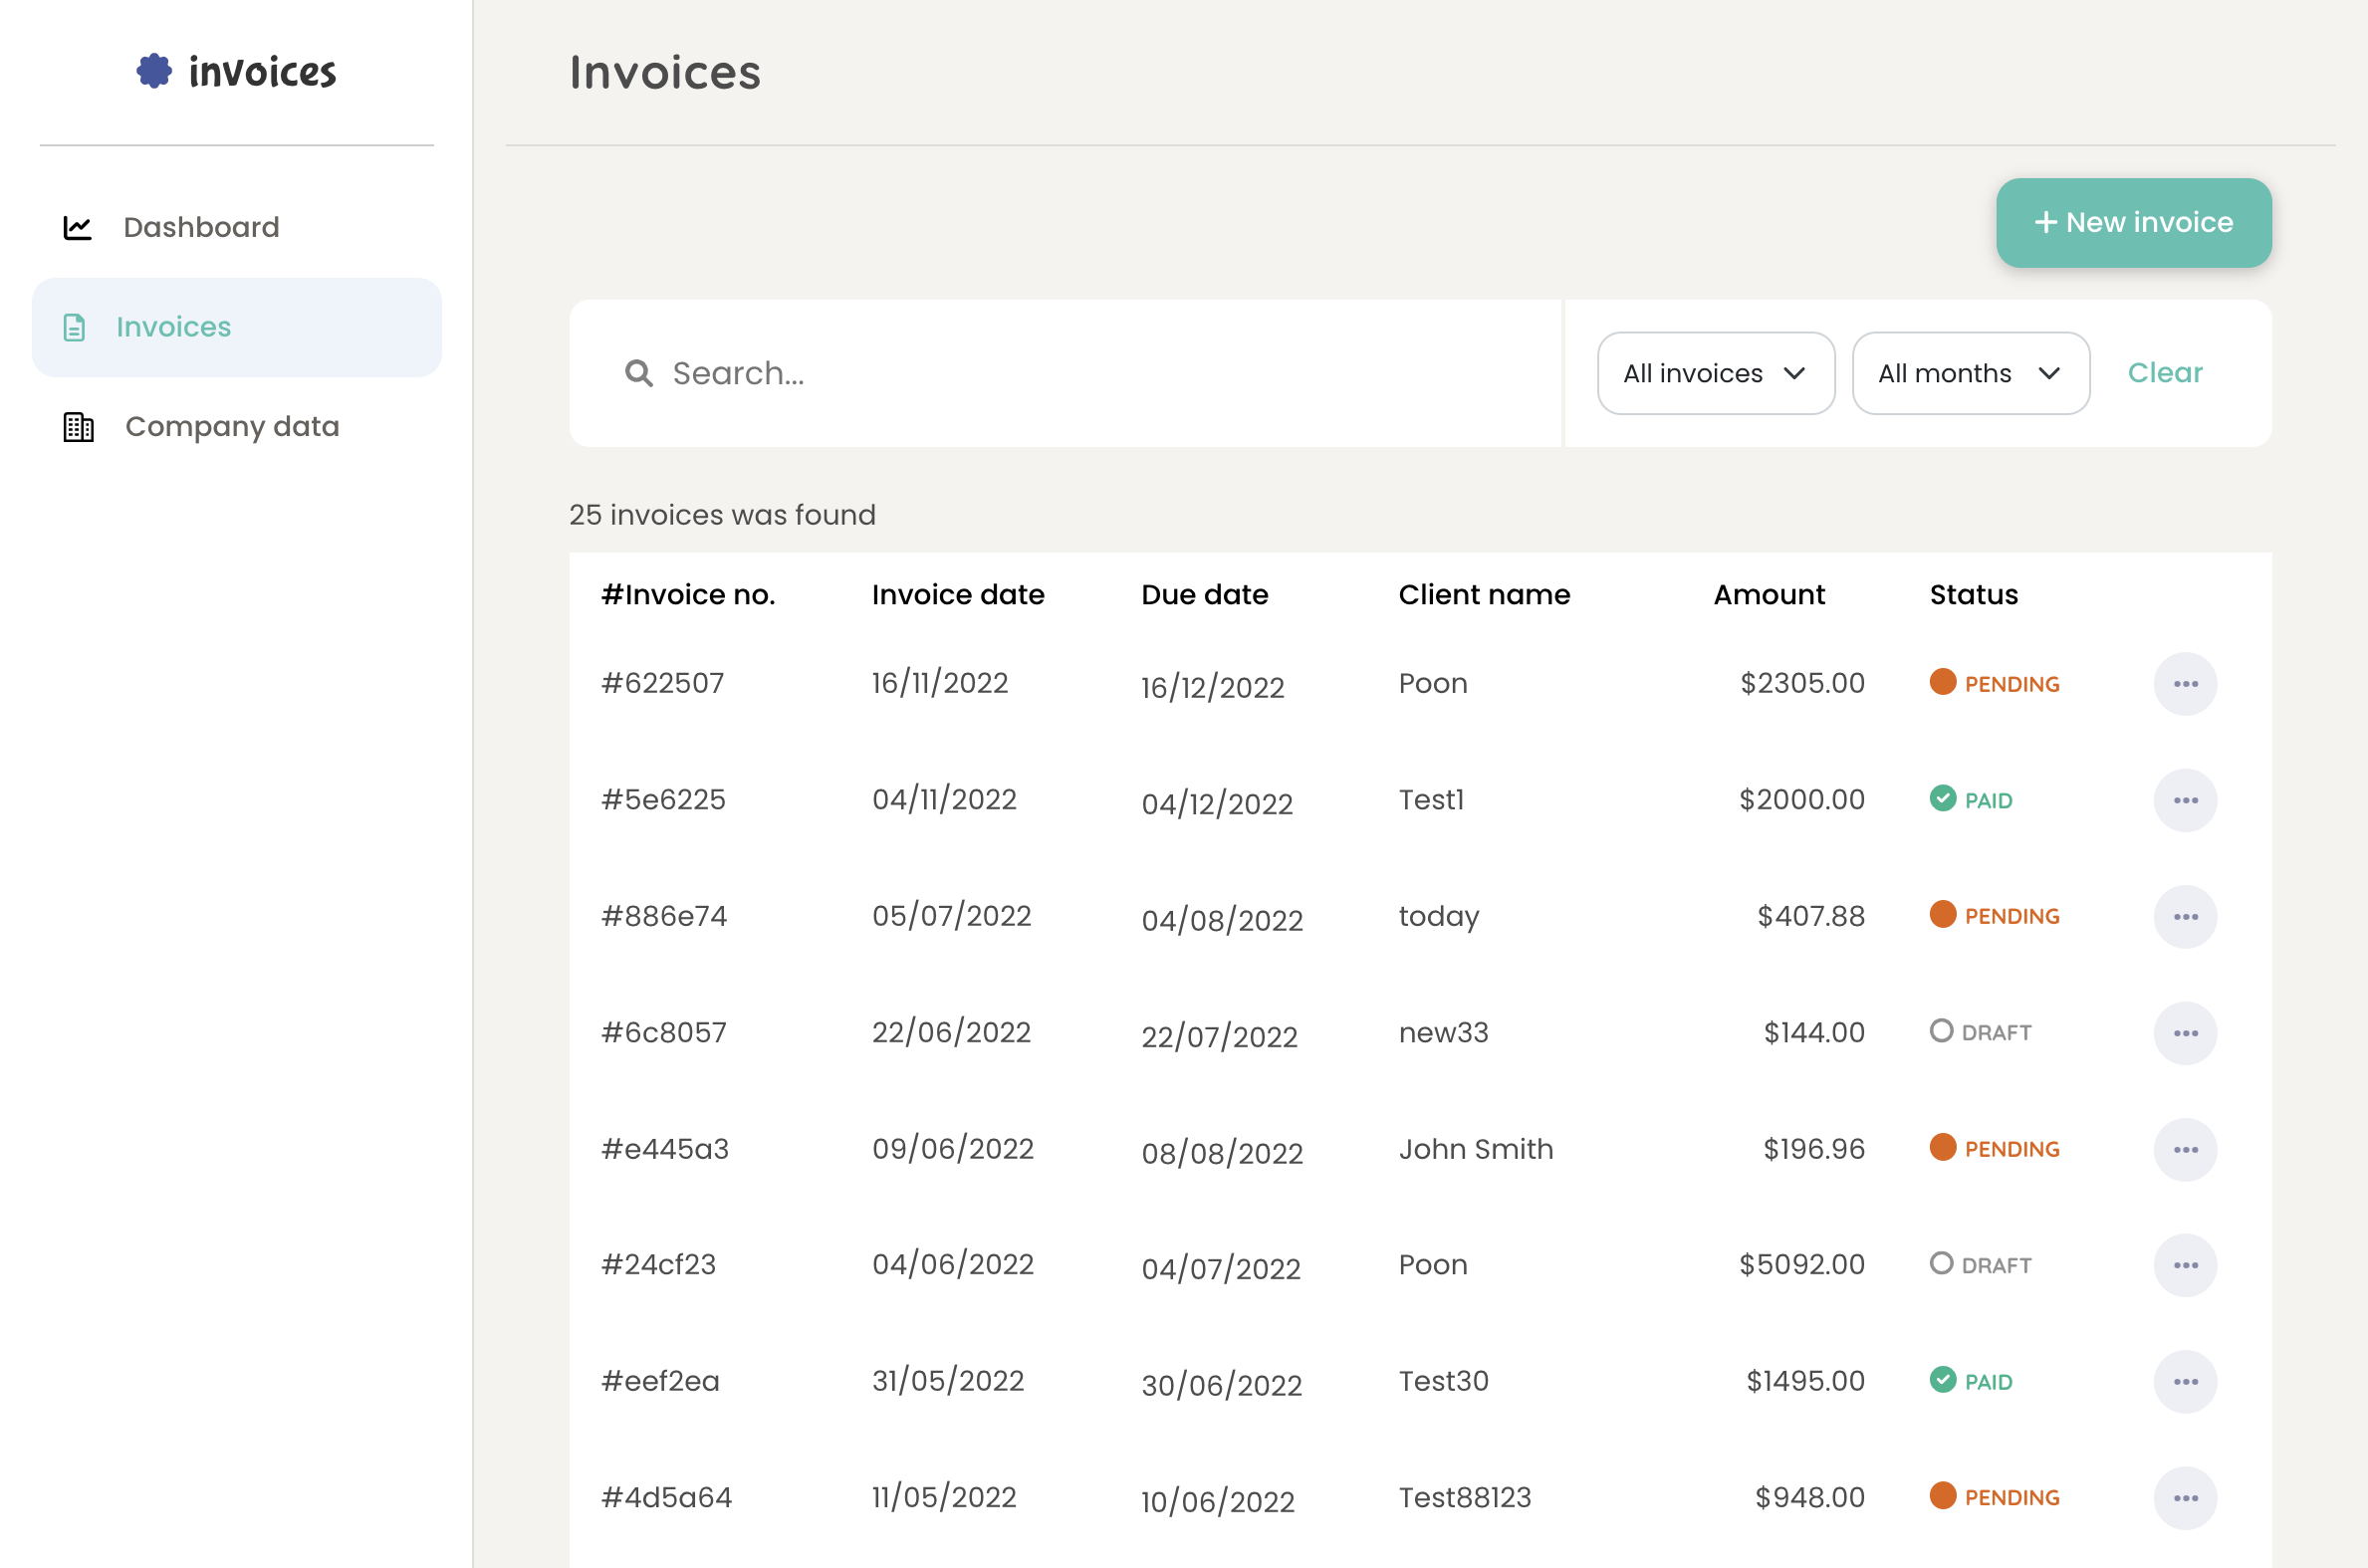 invoices
Invoices
Dashboard
Invoices
Company data
+ New invoice
Search...
All invoices
All months
Clear
25 invoices was found
#Invoice no. Invoice date Due date Client name Amount Status
#622507 16/11/2022 16/12/2022 Poon $2305.00 PENDING
#5e6225 04/11/2022 04/12/2022 Test1 $2000.00 PAID
#886e74 05/07/2022 04/08/2022 today $407.88 PENDING
#6c8057 22/06/2022 22/07/2022 new33 $144.00 DRAFT
#e445a3 09/06/2022 08/08/2022 John Smith $196.96 PENDING
#24cf23 04/06/2022 04/07/2022 Poon $5092.00 DRAFT
#eef2ea 31/05/2022 30/06/2022 Test30 $1495.00 PAID
#4d5a64 11/05/2022 10/06/2022 Test88123 $948.00 PENDING